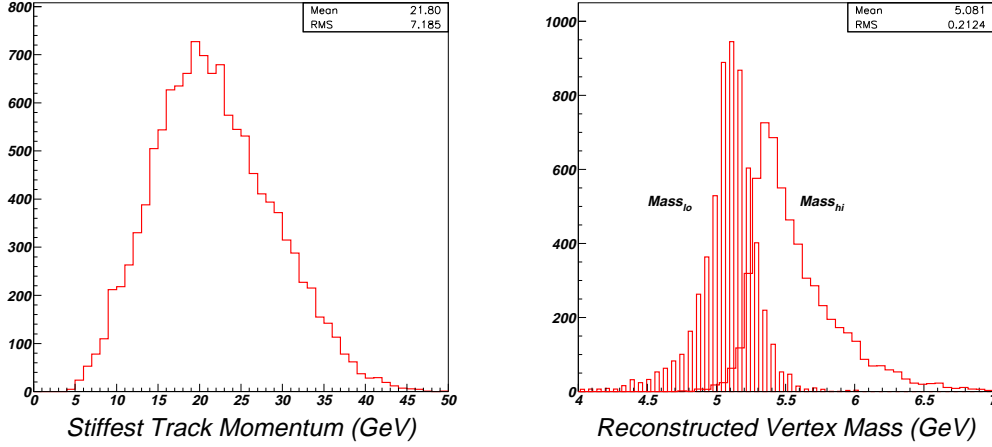 Mean 21.80
RMS 7.185
800
700
600
500
400
300
200
100
0
0 5 10 15 20 25 30 35 40 45 50
Stiffest Track Momentum (GeV)
Mean 5.081
RMS 0.2124
1000
800
600
400
200
0
Mass_lo
Mass_hi
4 4.5 5 5.5 6 6.5 7
Reconstructed Vertex Mass (GeV)